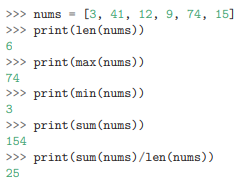 >>> nums = [3, 41, 12, 9, 74, 15]
>>> print(len(nums))
6
>>> print(max(nums))
74
>>> print(min(nums))
3
>>> print(sum(nums))
154
>>> print(sum(nums)/len(nums))
25